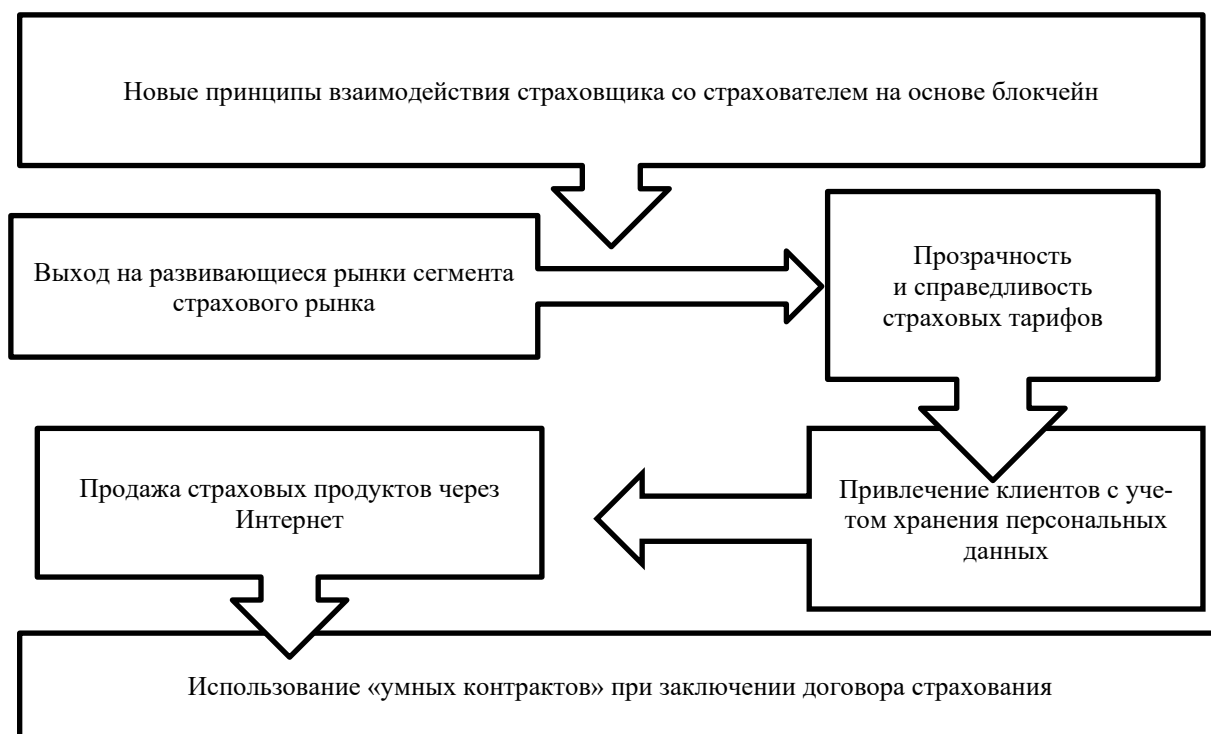 Новые принципы взаимодействия страховщика со страхователем на основе блокчейн
Выход на развивающиеся рынки сегмента
страхового рынка
Прозрачность
и справедливость
страховых тарифов
Продажа страховых продуктов через
Интернет
Привлечение клиентов с уче-
том хранения персональных
данных
Использование «умных контрактов» при заключении договора страхования